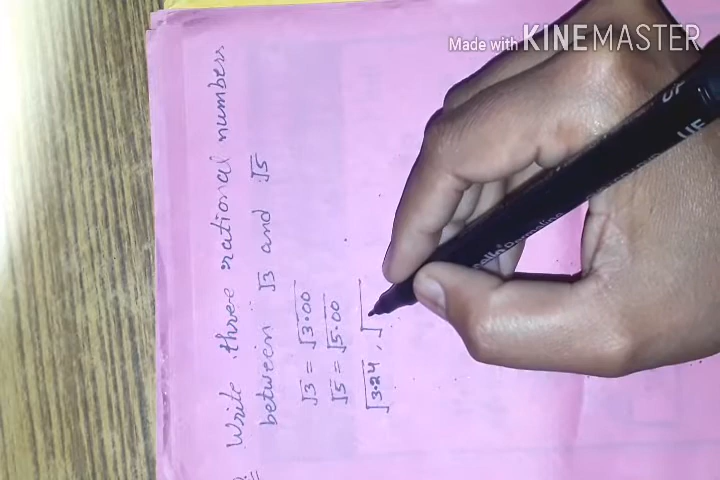 Q. Write three rational numbers
between √3 and √5
√3 = √3.00
√5 = √5.00
√3.24, √
Made with KINEMASTER